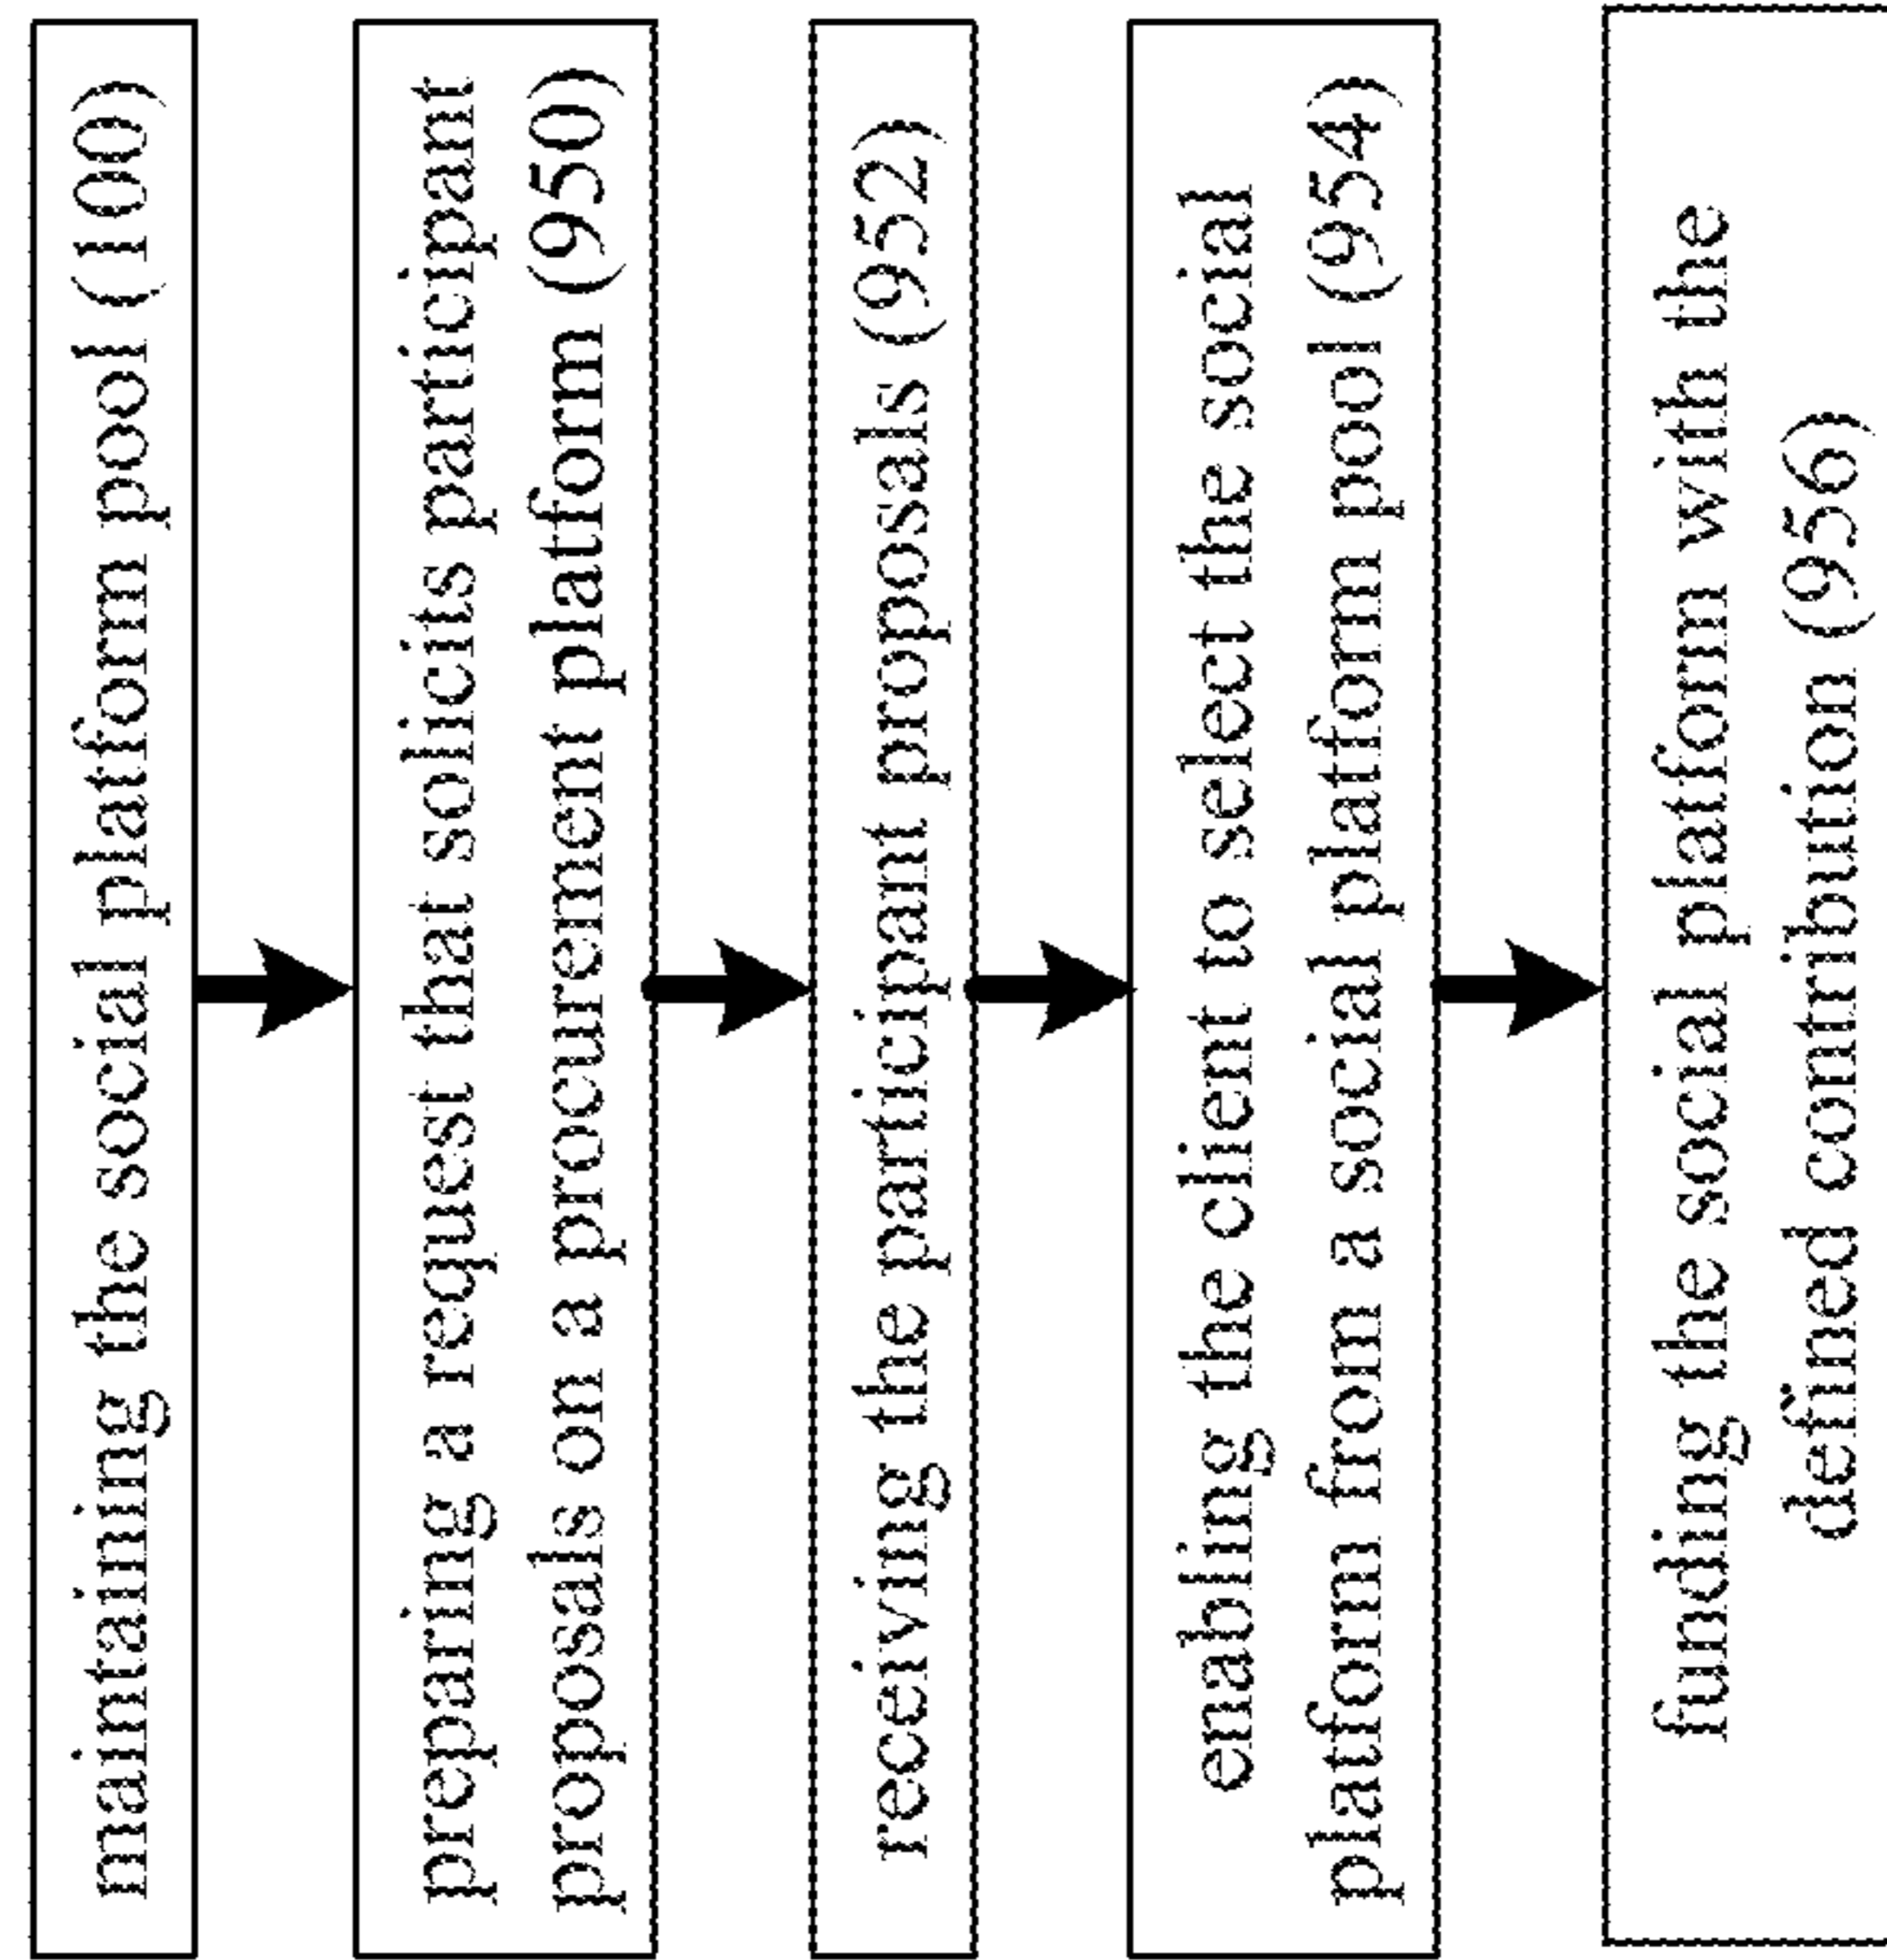 maintaining the social platform pool (100)
preparing a request that solicits participant
proposals on a procurement platform (950)
receiving the participant proposals (952)
enabling the client to select the social
platform from a social platform pool (954)
funding the social platform with the
defined contribution (956)